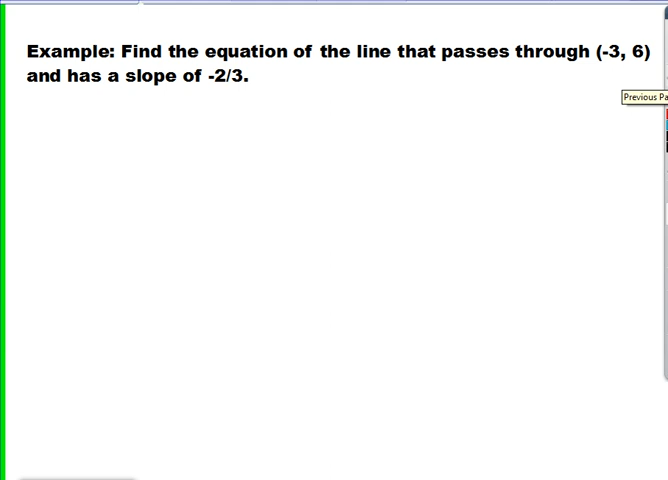 Example: Find the equation of the line that passes through (-3, 6)
and has a slope of -2/3.
Previous Pa